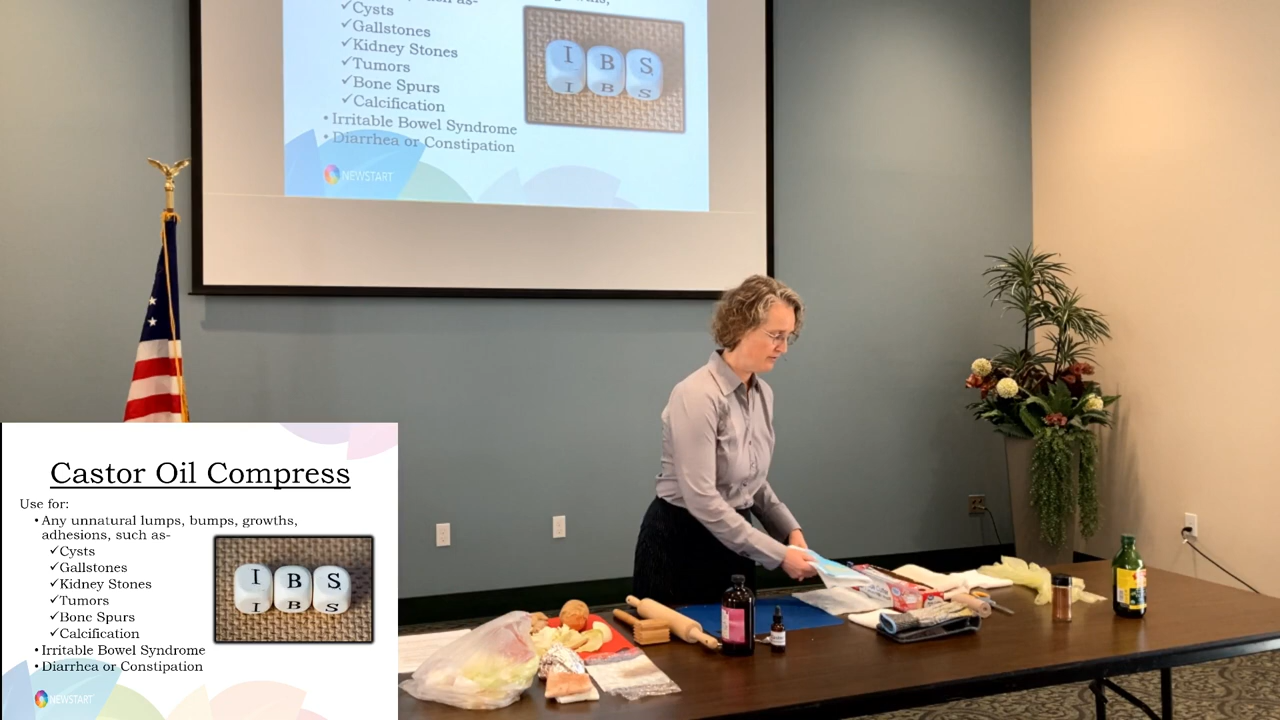 Cysts
Gallstones
Kidney Stones
Tumors
Bone Spurs
Calcification
• Irritable Bowel Syndrome
• Diarrhea or Constipation
I B S
I B S
NEWSTART
Castor Oil Compress
Use for:
• Any unnatural lumps, bumps, growths,
adhesions, such as-
✓Cysts
✓Gallstones
✓Kidney Stones
✓Tumors
✓Bone Spurs
✓Calcification
• Irritable Bowel Syndrome
• Diarrhea or Constipation
I B S
I B S
NEWSTART